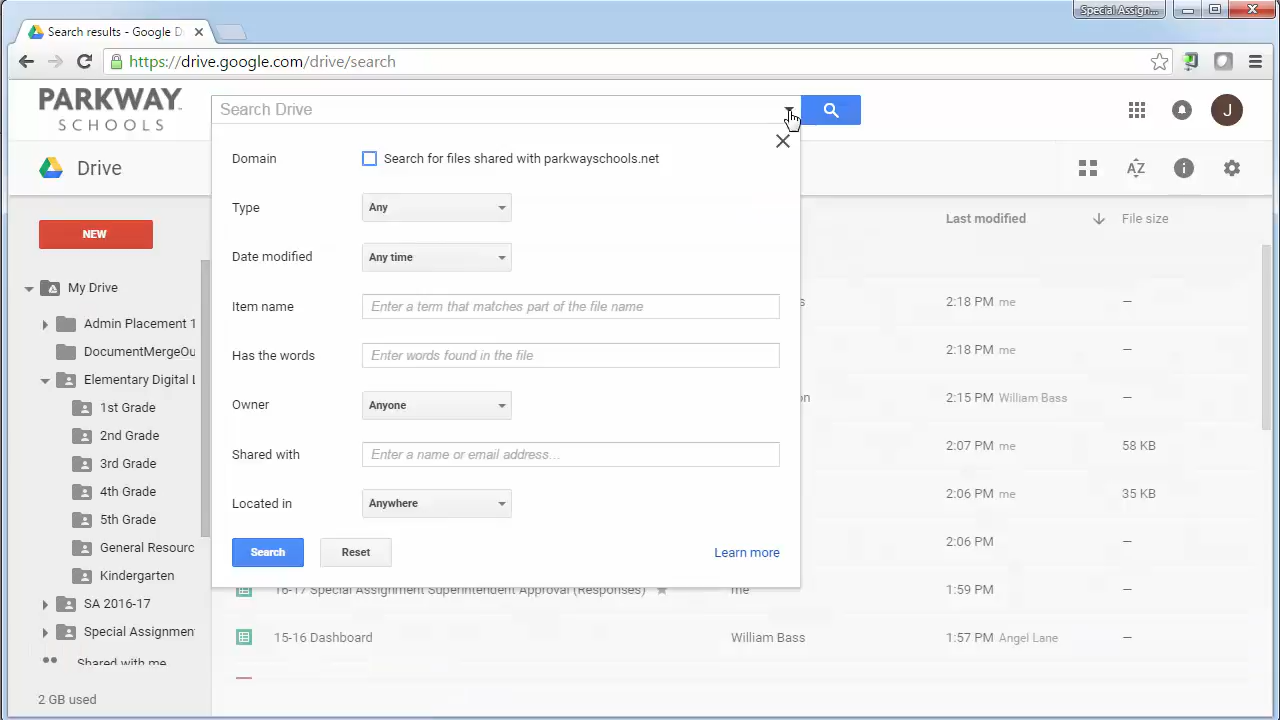 Special Assign...
Search results - Google D
https://drive.google.com/drive/search
PARKWAY
SCHOOLS
Search Drive
J
Drive
Domain
Search for files shared with parkwayschools.net
Type
Any
Date modified
Any time
Item name
Enter a term that matches part of the file name
Has the words
Enter words found in the file
Owner
Anyone
Shared with
Enter a name or email address...
Located in
Anywhere
Search
Reset
Learn more
NEW
My Drive
Admin Placement 1
DocumentMergeOu
Elementary Digital L
1st Grade
2nd Grade
3rd Grade
4th Grade
5th Grade
General Resourc
Kindergarten
SA 2016-17
Special Assignmen
Shared with me
2 GB used
Last modified
File size
s 2:18 PM me —
2:18 PM me —
on 2:15 PM William Bass —
2:07 PM me 58 KB
2:06 PM me 35 KB
2:06 PM —
16-17 Special Assignment Superintendent Approval (Responses) me 1:59 PM —
15-16 Dashboard William Bass 1:57 PM Angel Lane —